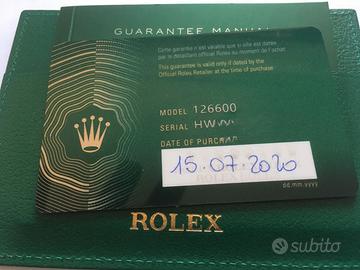 GUARANTEE MANUAL
Cette garantie n'est valable que si elle est datée
par le détaillant officiel Rolex au moment de l'achat
This guarantee is valid only if dated by the
Official Rolex Retailer at the time of purchase
MODEL 126600
SERIAL HW
DATE OF PURCHASE
15.07.2020
dd.mm.yyyy
ROLEX
subito